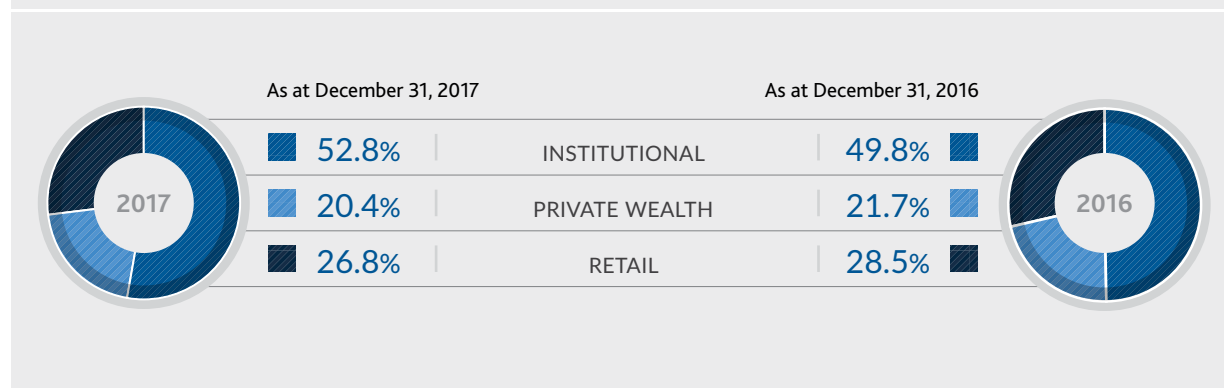 As at December 31, 2017 As at December 31, 2016
52.8% INSTITUTIONAL 49.8%
2017 20.4% PRIVATE WEALTH 21.7% 2016
26.8% RETAIL 28.5%